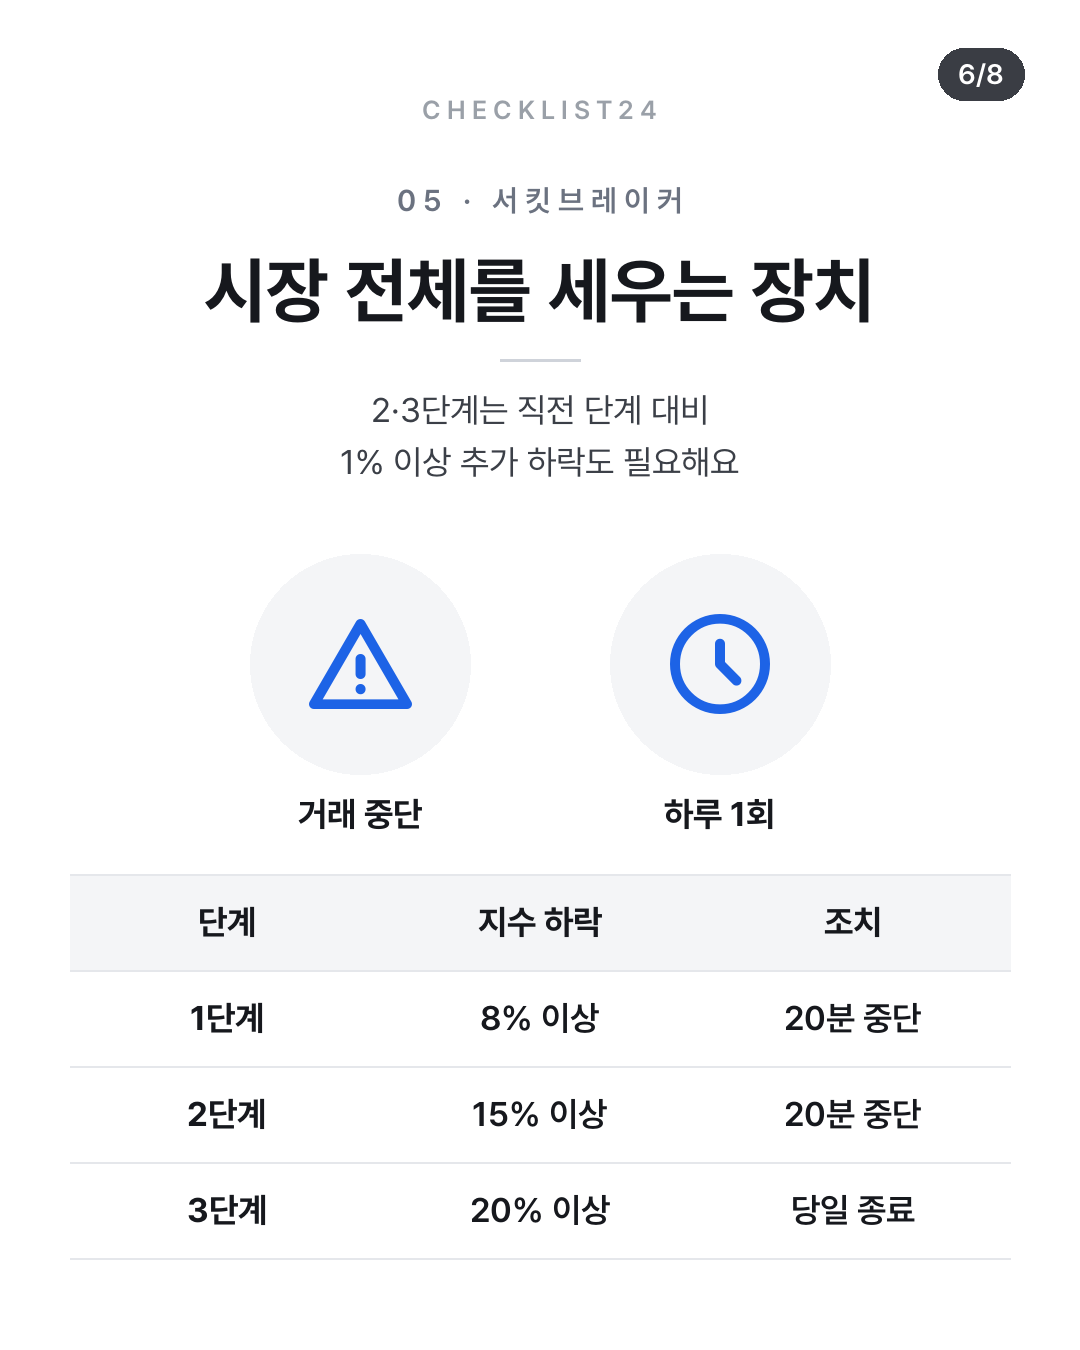 6/8
CHECKLIST24
05 · 서킷브레이커
시장 전체를 세우는 장치
2·3단계는 직전 단계 대비
1% 이상 추가 하락도 필요해요
거래 중단 하루 1회
단계 지수 하락 조치
1단계 8% 이상 20분 중단
2단계 15% 이상 20분 중단
3단계 20% 이상 당일 종료